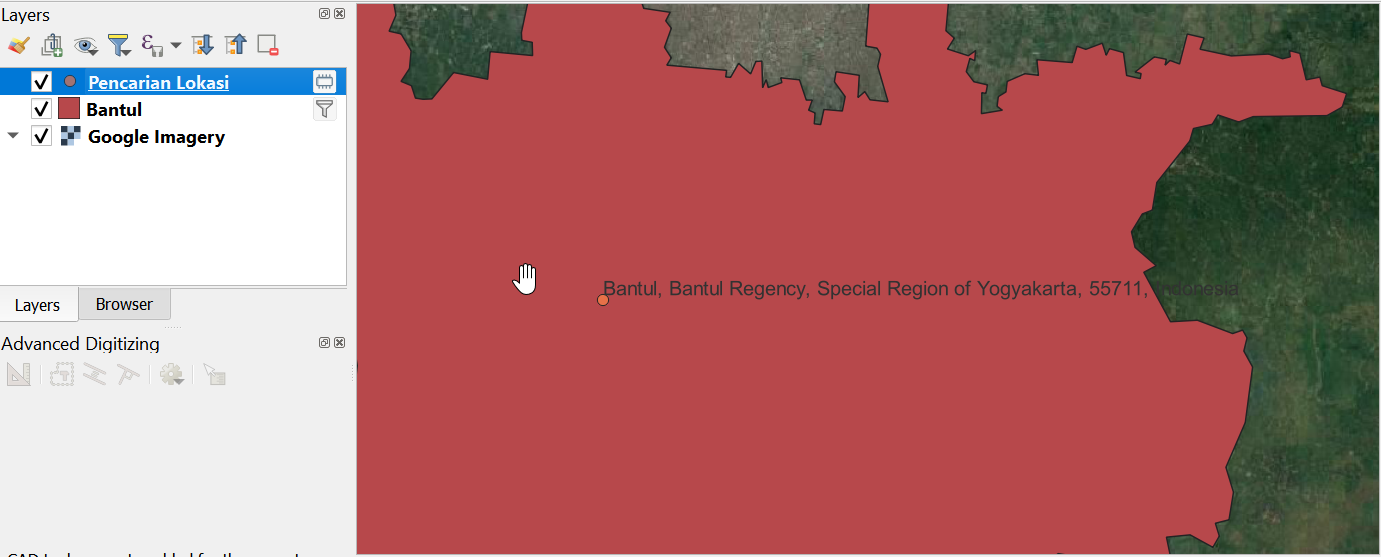 Layers
Pencarian Lokasi
Bantul
Google Imagery
Bantul, Bantul Regency, Special Region of Yogyakarta, 55711, Indonesia
Layers
Browser
Advanced Digitizing